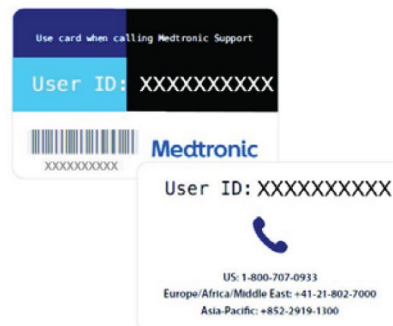 Use card when calling Medtronic Support
User ID: XXXXXXXXXX
XXXXXXXXXX
Medtronic
User ID: XXXXXXXXXX
US: 1-800-707-0933
Europe/Africa/Middle East: +41-21-802-7000
Asia-Pacific: +852-2919-1300